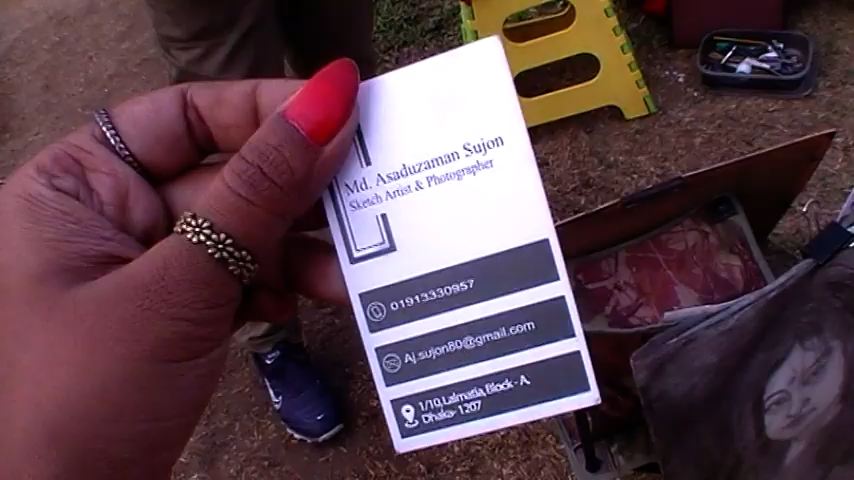 Md. Asaduzaman Sujon
Sketch Artist & Photographer
01913330957
Aj.sujon80@gmail.com
1/10, Lalmatia, Block - A,
Dhaka- 1207